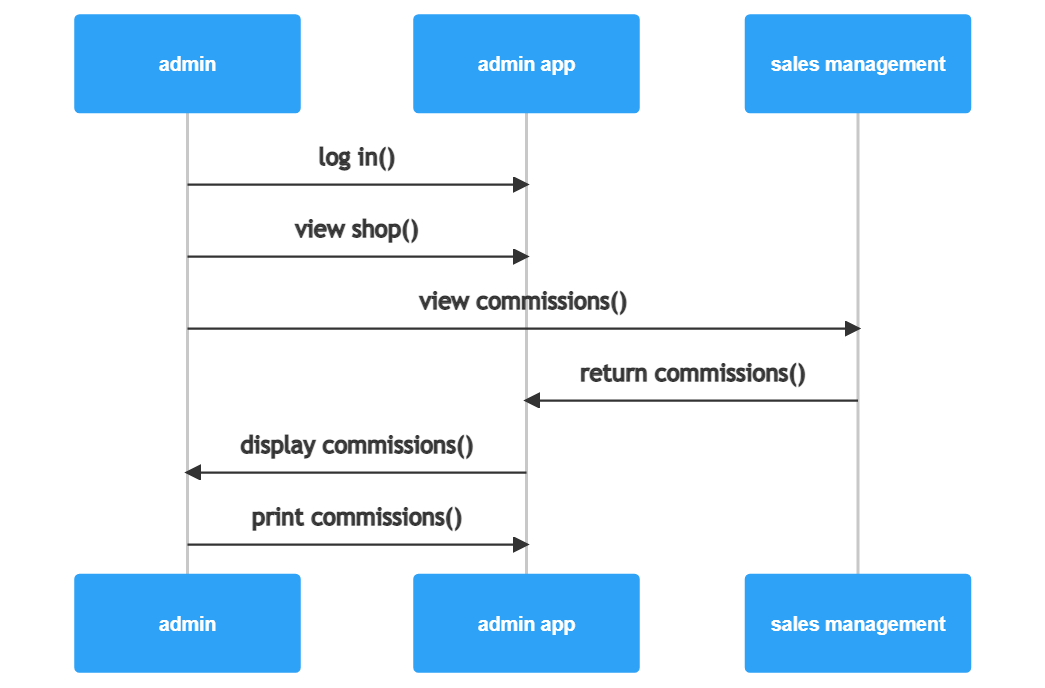 admin
admin app
sales management
log in()
view shop()
view commissions()
return commissions()
display commissions()
print commissions()
admin
admin app
sales management